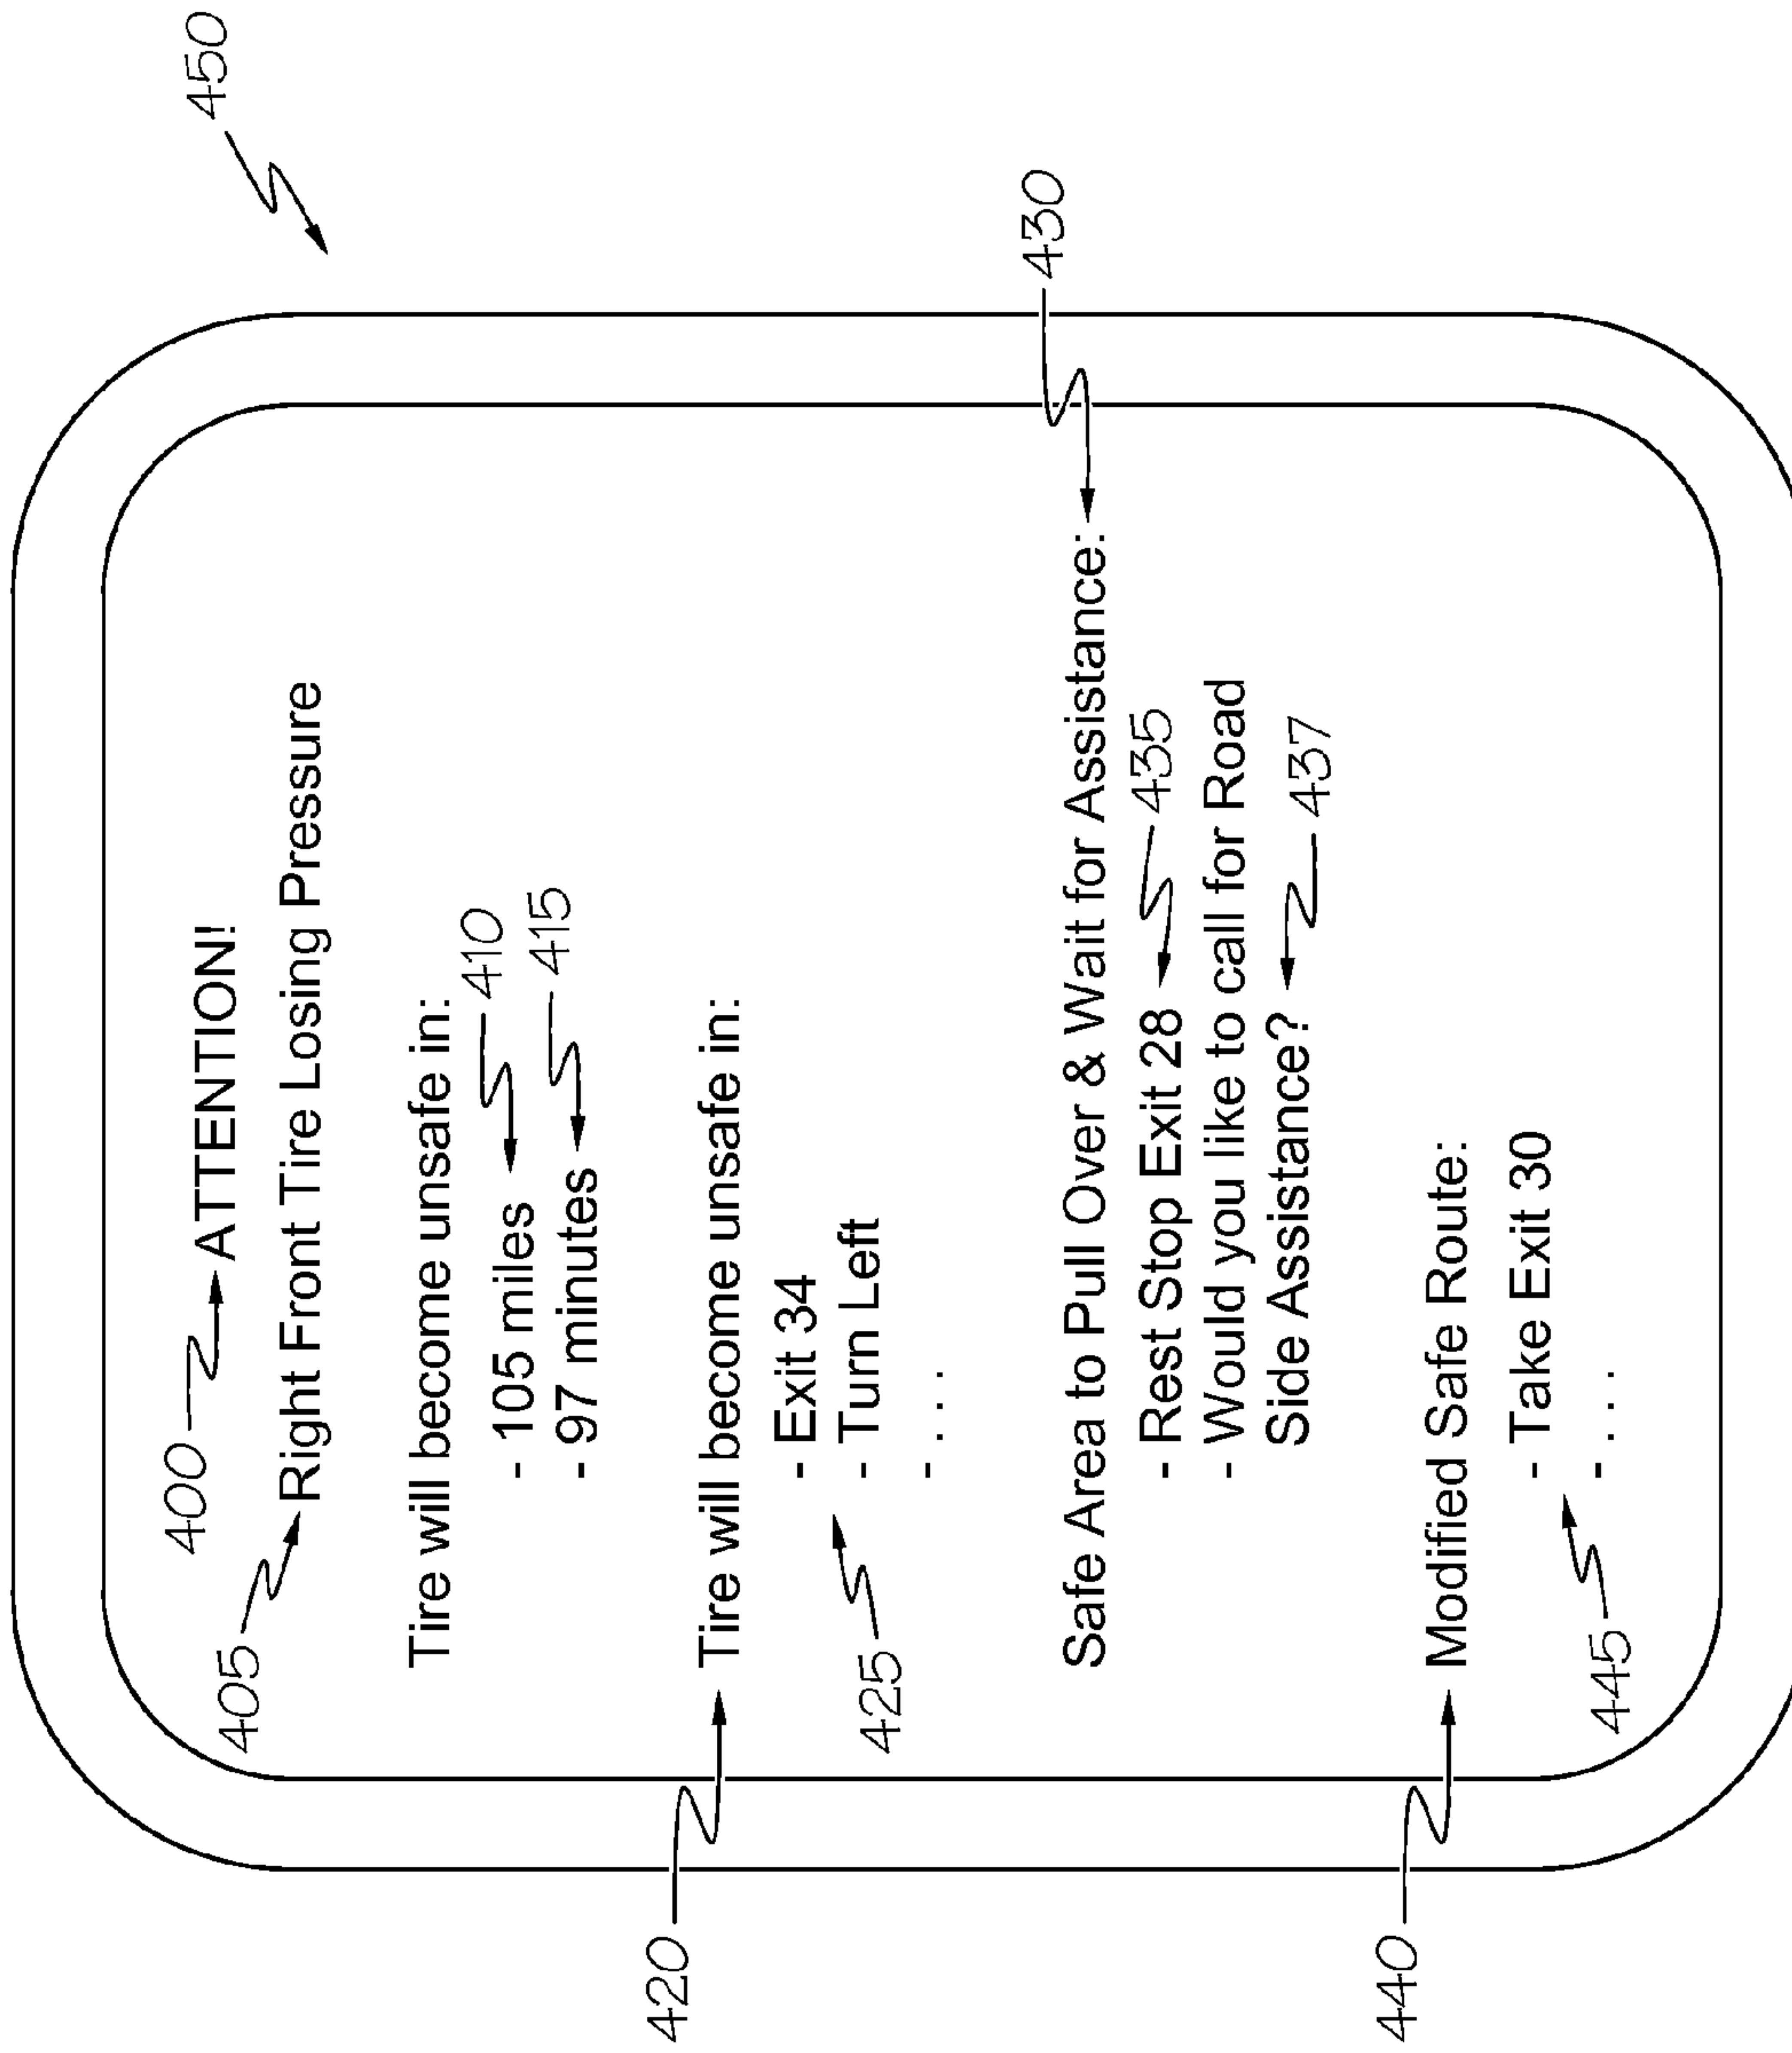 450
400 ATTENTION!
405 Right Front Tire Losing Pressure
Tire will become unsafe in:
- 105 miles 410
- 97 minutes 415
420 Tire will become unsafe in:
- Exit 34
425 - Turn Left
- ...
Safe Area to Pull Over & Wait for Assistance: 430
- Rest Stop Exit 28 435
- Would you like to call for Road
Side Assistance? 437
440 Modified Safe Route:
- Take Exit 30
445 - ...